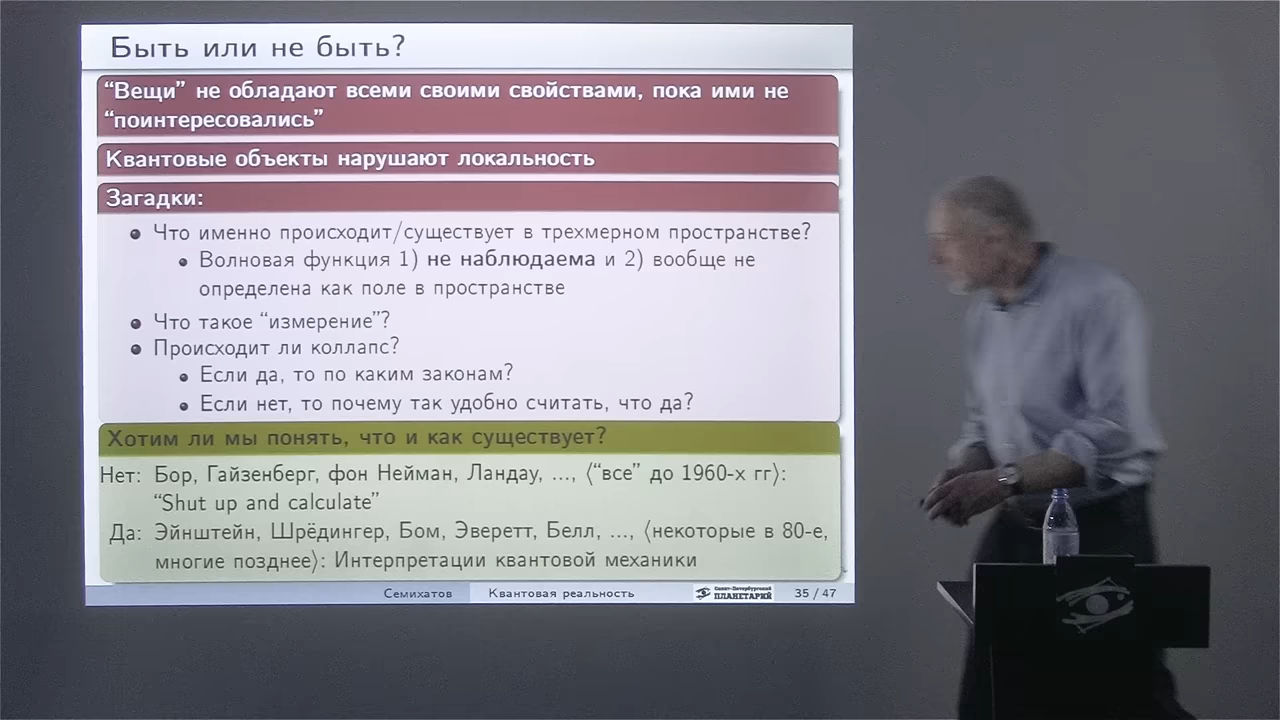 Быть или не быть?
“Вещи” не обладают всеми своими свойствами, пока ими не
“поинтересовались”
Квантовые объекты нарушают локальность
Загадки:
Что именно происходит/существует в трехмерном пространстве?
Волновая функция 1) не наблюдаема и 2) вообще не
определена как поле в пространстве
Что такое “измерение”?
Происходит ли коллапс?
Если да, то по каким законам?
Если нет, то почему так удобно считать, что да?
Хотим ли мы понять, что и как существует?
Нет: Бор, Гайзенберг, фон Нейман, Ландау, ..., ⟨“все” до 1960-х гг⟩:
“Shut up and calculate”
Да: Эйнштейн, Шрёдингер, Бом, Эверетт, Белл, ..., ⟨некоторые в 80-е,
многие позднее⟩: Интерпретации квантовой механики
Семихатов Квантовая реальность Санкт-Петербургский ПЛАНЕТАРИЙ 35 / 47